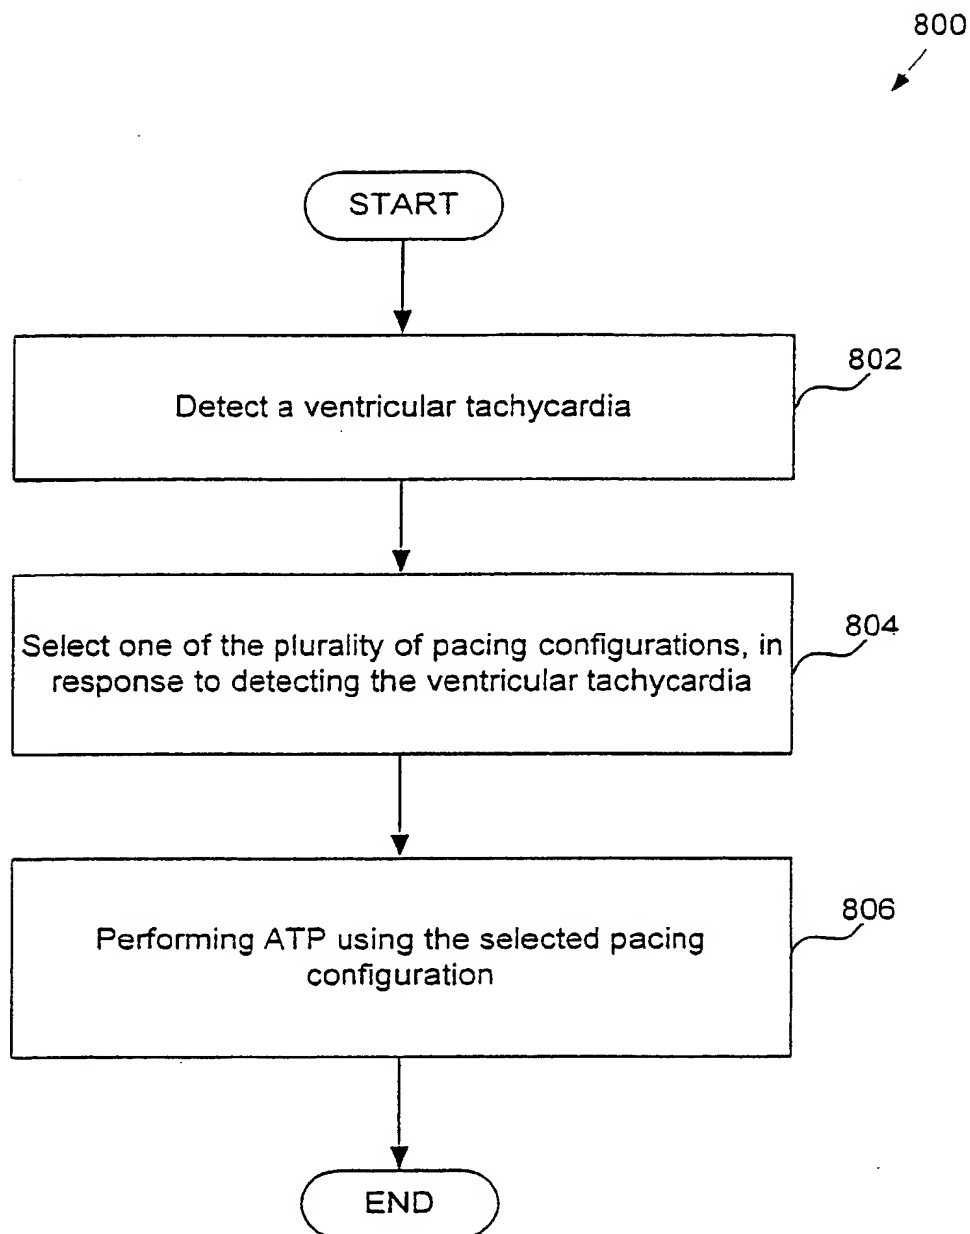 800
START
802
Detect a ventricular tachycardia
804
Select one of the plurality of pacing configurations, in
response to detecting the ventricular tachycardia
806
Performing ATP using the selected pacing
configuration
END